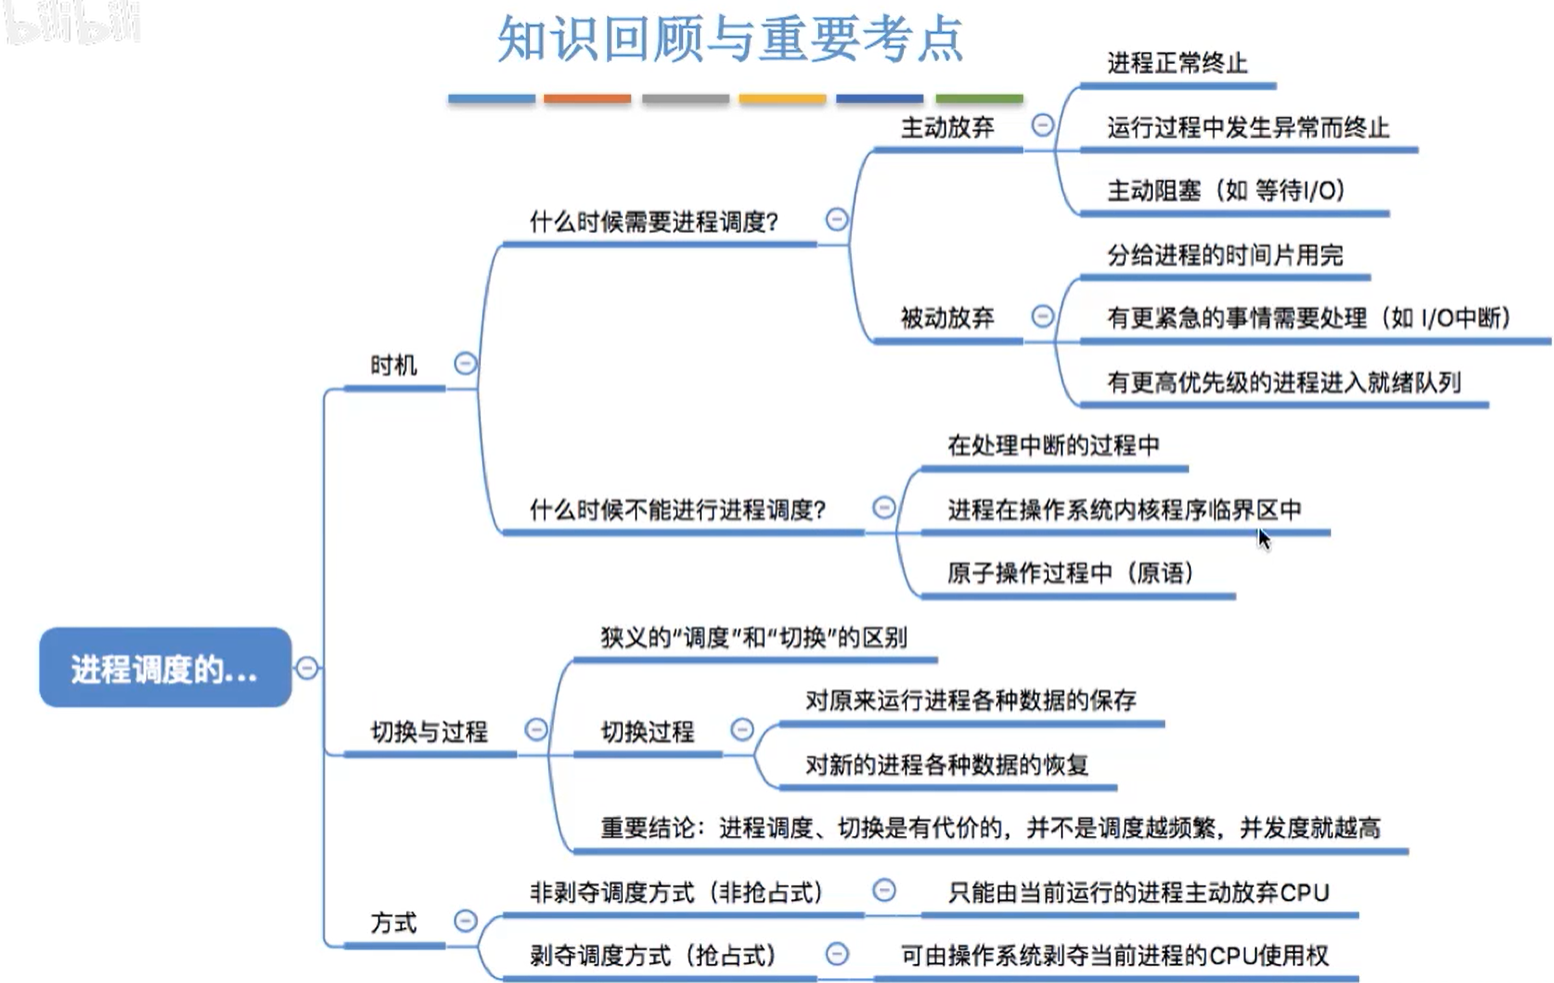 bilibili
知识回顾与重要考点
进程调度的...
时机
什么时候需要进程调度？
主动放弃
进程正常终止
运行过程中发生异常而终止
主动阻塞（如 等待I/O）
被动放弃
分给进程的时间片用完
有更紧急的事情需要处理（如 I/O中断）
有更高优先级的进程进入就绪队列
什么时候不能进行进程调度？
在处理中断的过程中
进程在操作系统内核程序临界区中
原子操作过程中（原语）
切换与过程
狭义的“调度”和“切换”的区别
切换过程
对原来运行进程各种数据的保存
对新的进程各种数据的恢复
重要结论：进程调度、切换是有代价的，并不是调度越频繁，并发度就越高
方式
非剥夺调度方式（非抢占式）
只能由当前运行的进程主动放弃CPU
剥夺调度方式（抢占式）
可由操作系统剥夺当前进程的CPU使用权